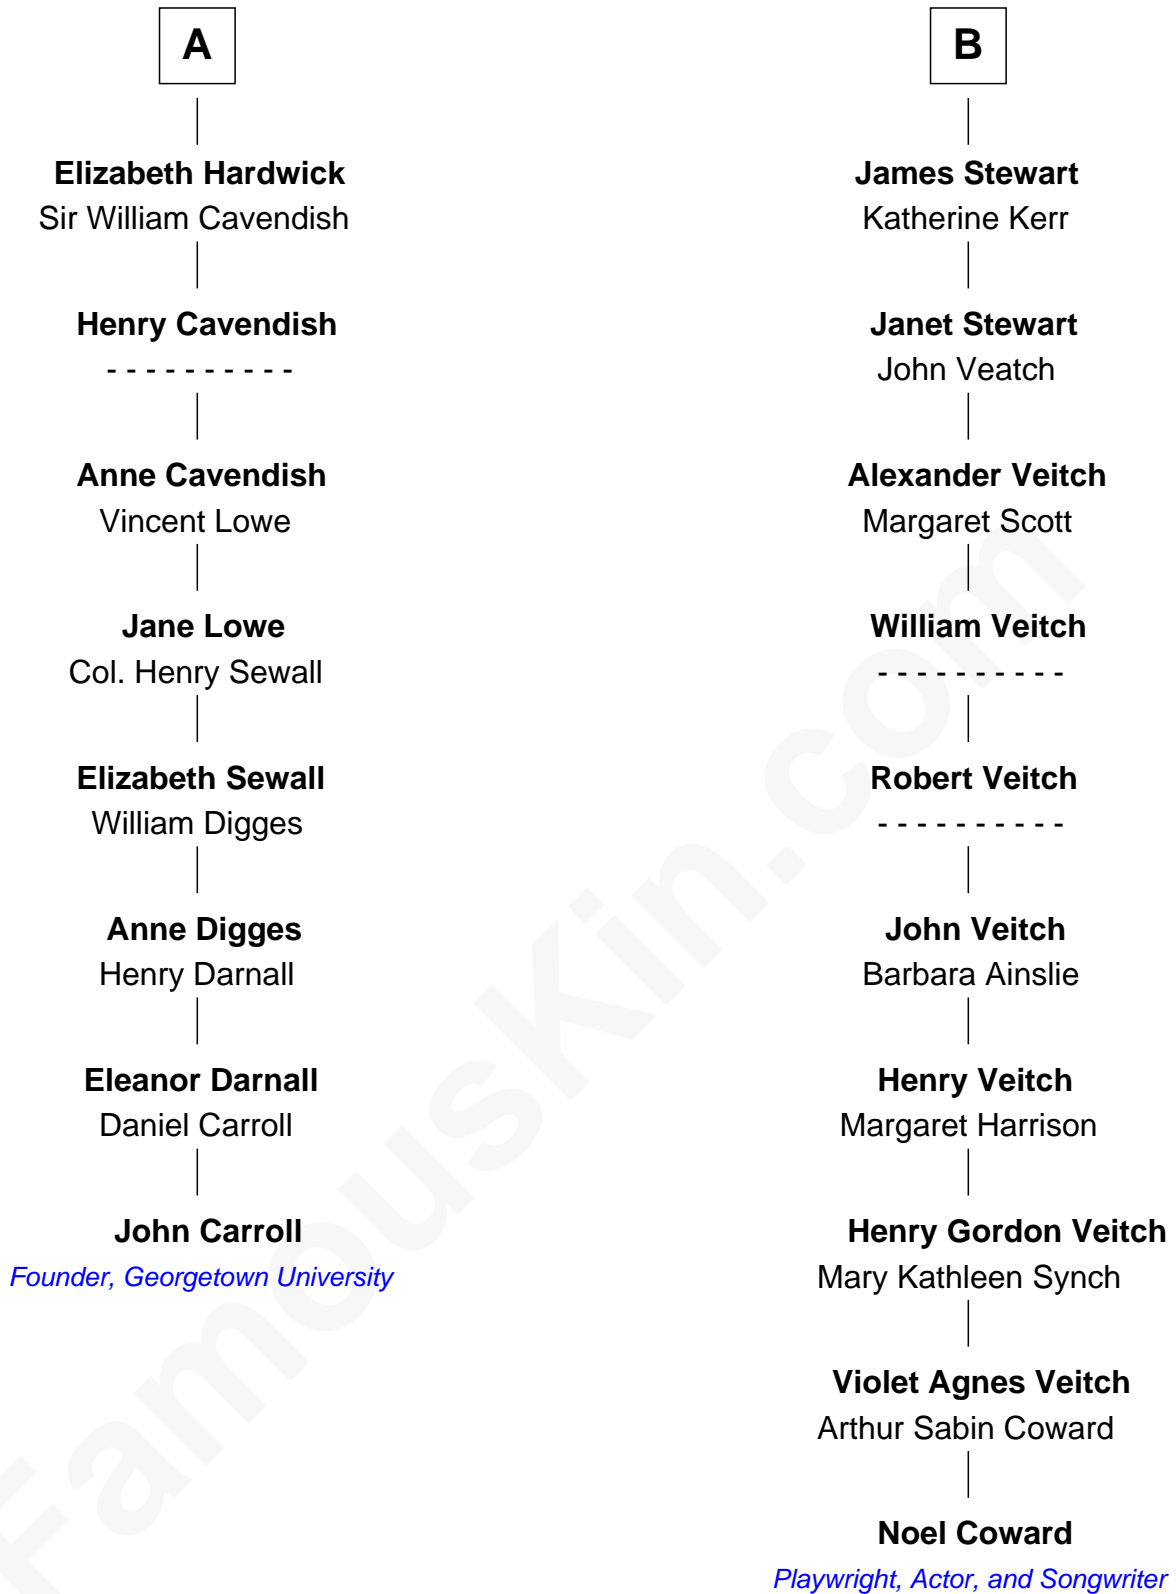 A
Elizabeth Hardwick
Sir William Cavendish
Henry Cavendish
- - - - - - - - - -
Anne Cavendish
Vincent Lowe
Jane Lowe
Col. Henry Sewall
Elizabeth Sewall
William Digges
Anne Digges
Henry Darnall
Eleanor Darnall
Daniel Carroll
John Carroll
Founder, Georgetown University
B
James Stewart
Katherine Kerr
Janet Stewart
John Veatch
Alexander Veitch
Margaret Scott
William Veitch
- - - - - - - - - -
Robert Veitch
- - - - - - - - - -
John Veitch
Barbara Ainslie
Henry Veitch
Margaret Harrison
Henry Gordon Veitch
Mary Kathleen Synch
Violet Agnes Veitch
Arthur Sabin Coward
Noel Coward
Playwright, Actor, and Songwriter
FamousKin.com